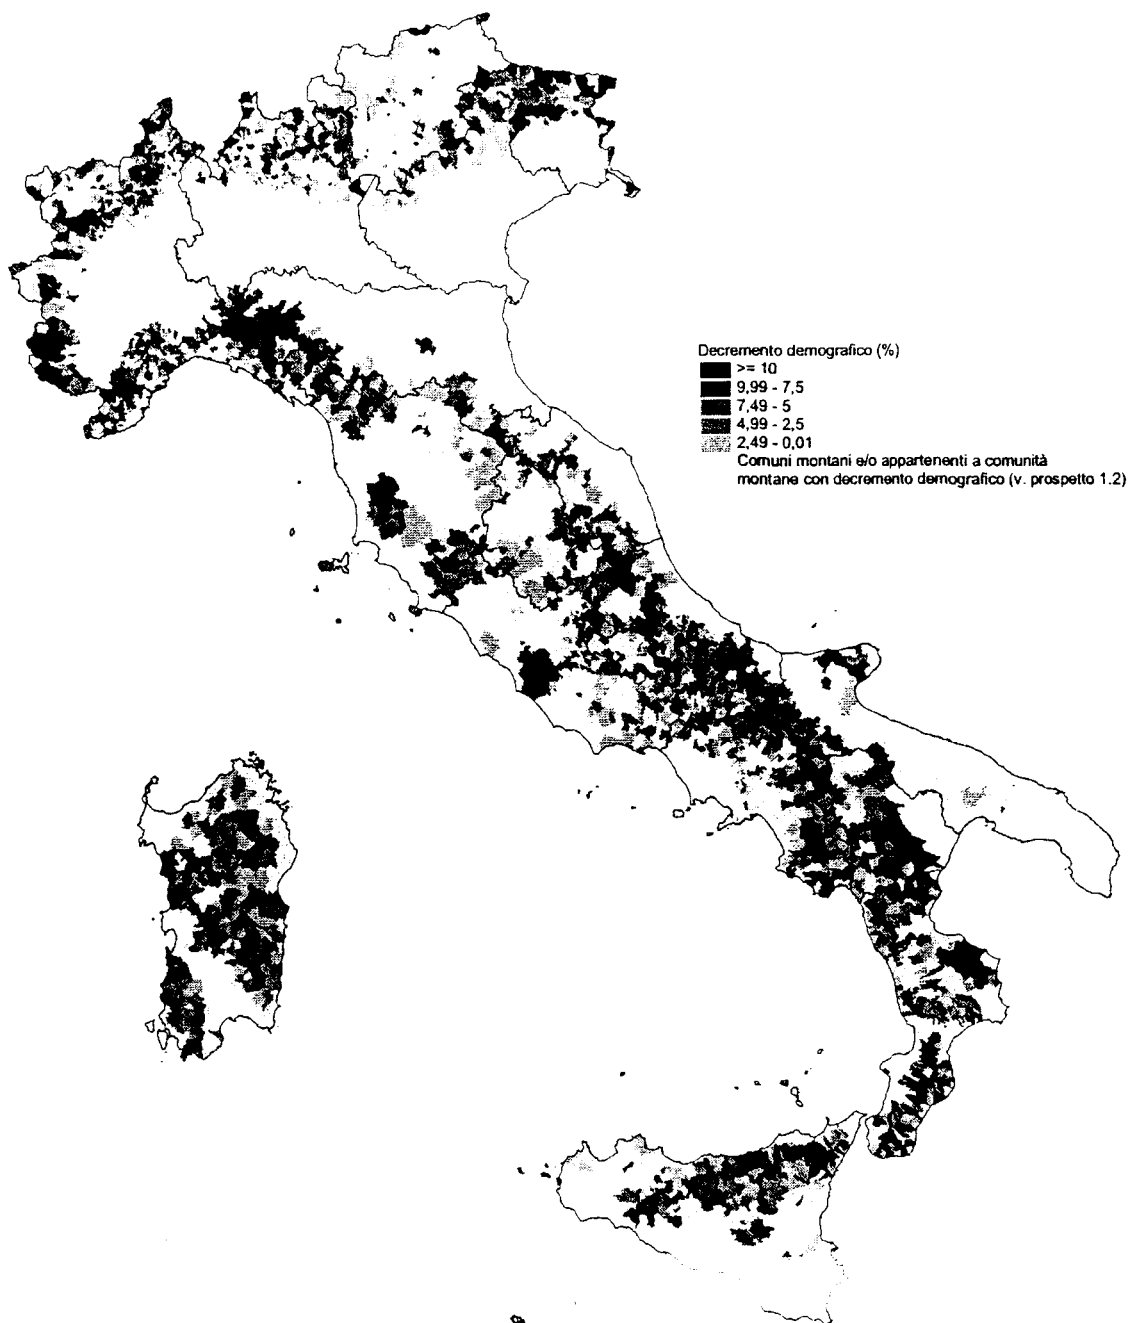 Decremento demografico (%)
>= 10
9,99 - 7,5
7,49 - 5
4,99 - 2,5
2,49 - 0,01
Comuni montani e/o appartenenti a comunità
montane con decremento demografico (v. prospetto 1.2)